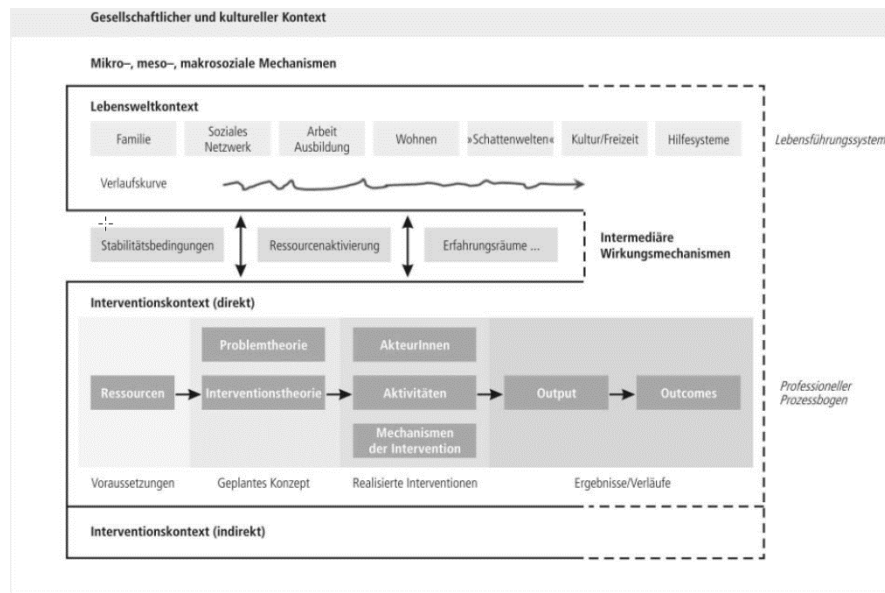 Gesellschaftlicher und kultureller Kontext
Mikro–, meso–, makrosoziale Mechanismen
Lebensweltkontext
Familie
Soziales
Netzwerk
Arbeit
Ausbildung
Wohnen
»Schattenwelten«
Kultur/Freizeit
Hilfesysteme
Lebensführungssystem
Verlaufskurve
Stabilitätsbedingungen
Ressourcenaktivierung
Erfahrungsräume ...
Intermediäre
Wirkungsmechanismen
Interventionskontext (direkt)
Problemtheorie
AkteurInnen
Ressourcen
Interventionstheorie
Aktivitäten
Output
Outcomes
Professioneller
Prozessbogen
Mechanismen
der Intervention
Voraussetzungen
Geplantes Konzept
Realisierte Interventionen
Ergebnisse/Verläufe
Interventionskontext (indirekt)